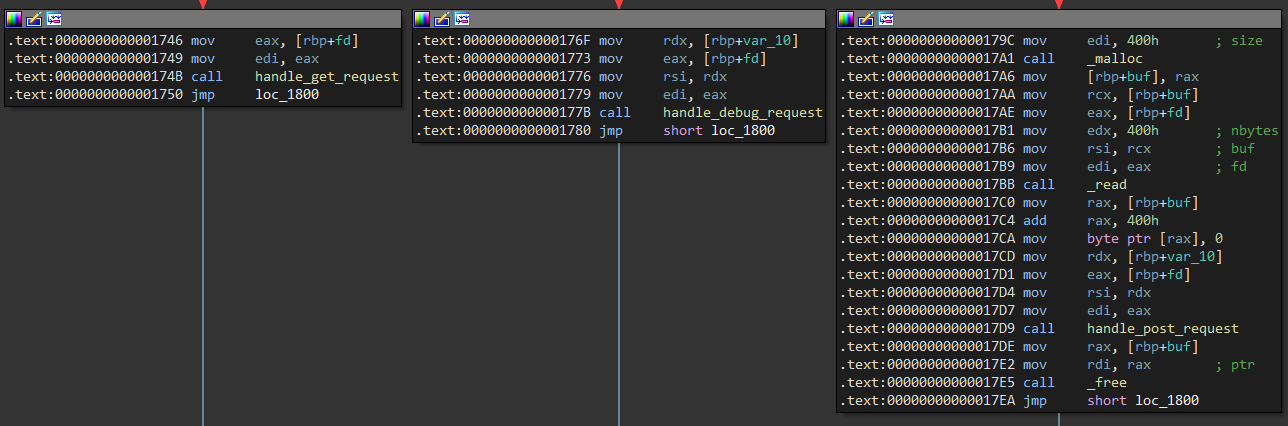 .text:0000000000001746 mov eax, [rbp+fd]
.text:0000000000001749 mov edi, eax
.text:000000000000174B call handle_get_request
.text:0000000000001750 jmp loc_1800
.text:000000000000176F mov rdx, [rbp+var_10]
.text:0000000000001773 mov eax, [rbp+fd]
.text:0000000000001776 mov rsi, rdx
.text:0000000000001779 mov edi, eax
.text:000000000000177B call handle_debug_request
.text:0000000000001780 jmp short loc_1800
.text:000000000000179C mov edi, 400h ; size
.text:00000000000017A1 call _malloc
.text:00000000000017A6 mov [rbp+buf], rax
.text:00000000000017AA mov rcx, [rbp+buf]
.text:00000000000017AE mov eax, [rbp+fd]
.text:00000000000017B1 mov edx, 400h ; nbytes
.text:00000000000017B6 mov rsi, rcx ; buf
.text:00000000000017B9 mov edi, eax ; fd
.text:00000000000017BB call _read
.text:00000000000017C0 mov rax, [rbp+buf]
.text:00000000000017C4 add rax, 400h
.text:00000000000017CA mov byte ptr [rax], 0
.text:00000000000017CD mov rdx, [rbp+var_10]
.text:00000000000017D1 mov eax, [rbp+fd]
.text:00000000000017D4 mov rsi, rdx
.text:00000000000017D7 mov edi, eax
.text:00000000000017D9 call handle_post_request
.text:00000000000017DE mov rax, [rbp+buf]
.text:00000000000017E2 mov rdi, rax ; ptr
.text:00000000000017E5 call _free
.text:00000000000017EA jmp short loc_1800